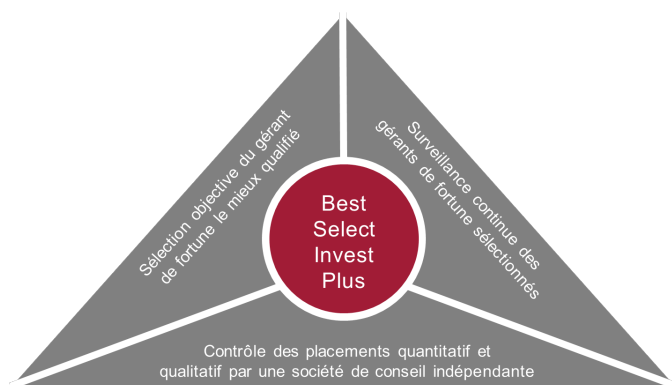 Sélection objective du gérant
de fortune le mieux qualifié
Surveillance continue des
gérants de fortune sélectionnés
Best
Select
Invest
Plus
Contrôle des placements quantitatif et
qualitatif par une société de conseil indépendante